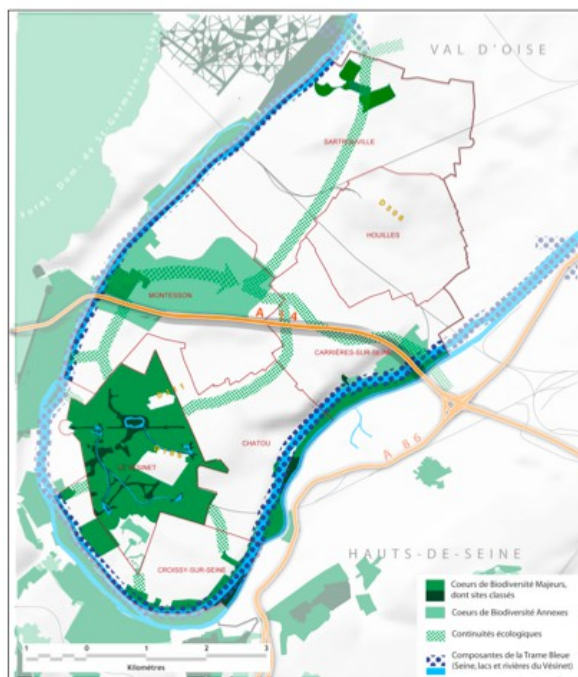 VAL D'OISE
Forêt Dom. de St-Germain-en-Laye
SARTROUVILLE
D308
HOUILLES
MONTESSON
A 14
CARRIÈRES-SUR-SEINE
CHATOU
A 86
LE VÉSINET
CROISSY-SUR-SEINE
HAUTS-DE-SEINE
Coeurs de Biodiversité Majeurs,
dont sites classés
Coeurs de Biodiversité Annexes
Continuités écologiques
Composantes de la Trame Bleue
(Seine, lacs et rivières du Vésinet)
1 0 1 2 3
Kilomètres